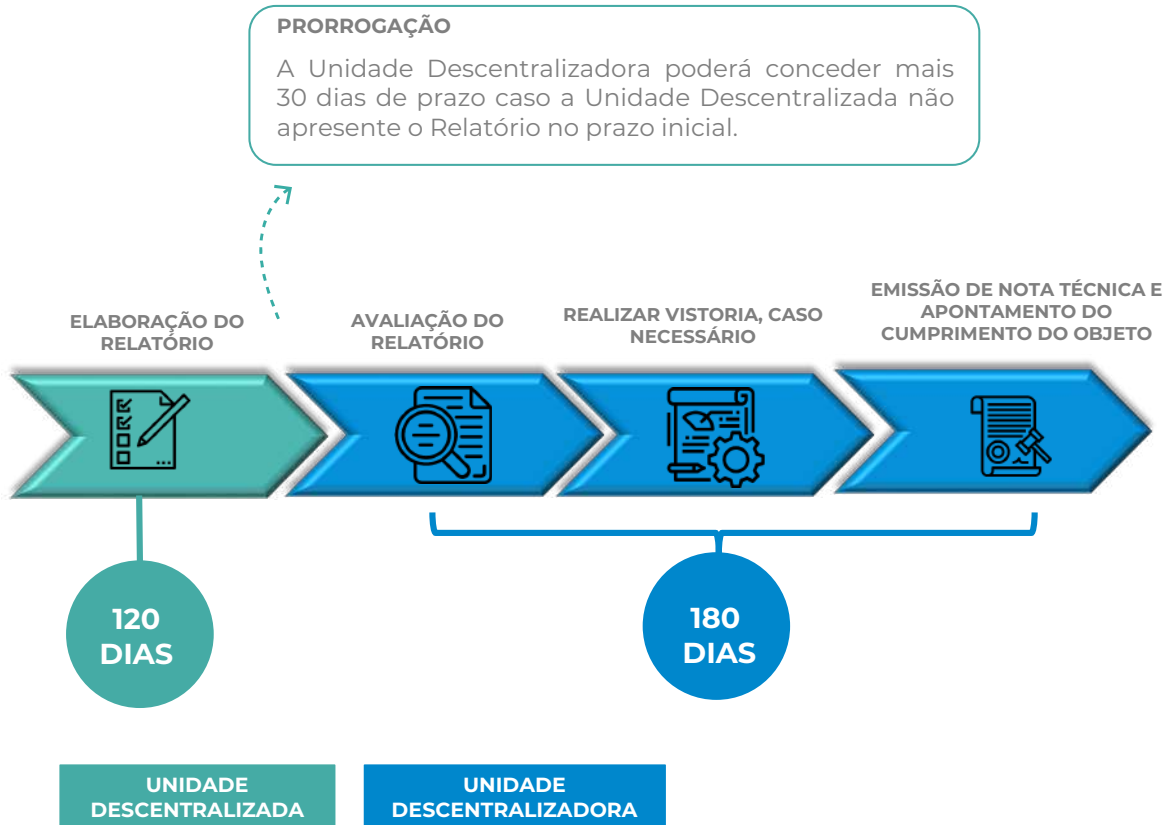 PRORROGAÇÃO
A Unidade Descentralizadora poderá conceder mais
30 dias de prazo caso a Unidade Descentralizada não
apresente o Relatório no prazo inicial.
ELABORAÇÃO DO
RELATÓRIO
AVALIAÇÃO DO
RELATÓRIO
REALIZAR VISTORIA, CASO
NECESSÁRIO
EMISSÃO DE NOTA TÉCNICA E
APONTAMENTO DO
CUMPRIMENTO DO OBJETO
120
DIAS
180
DIAS
UNIDADE
DESCENTRALIZADA
UNIDADE
DESCENTRALIZADORA